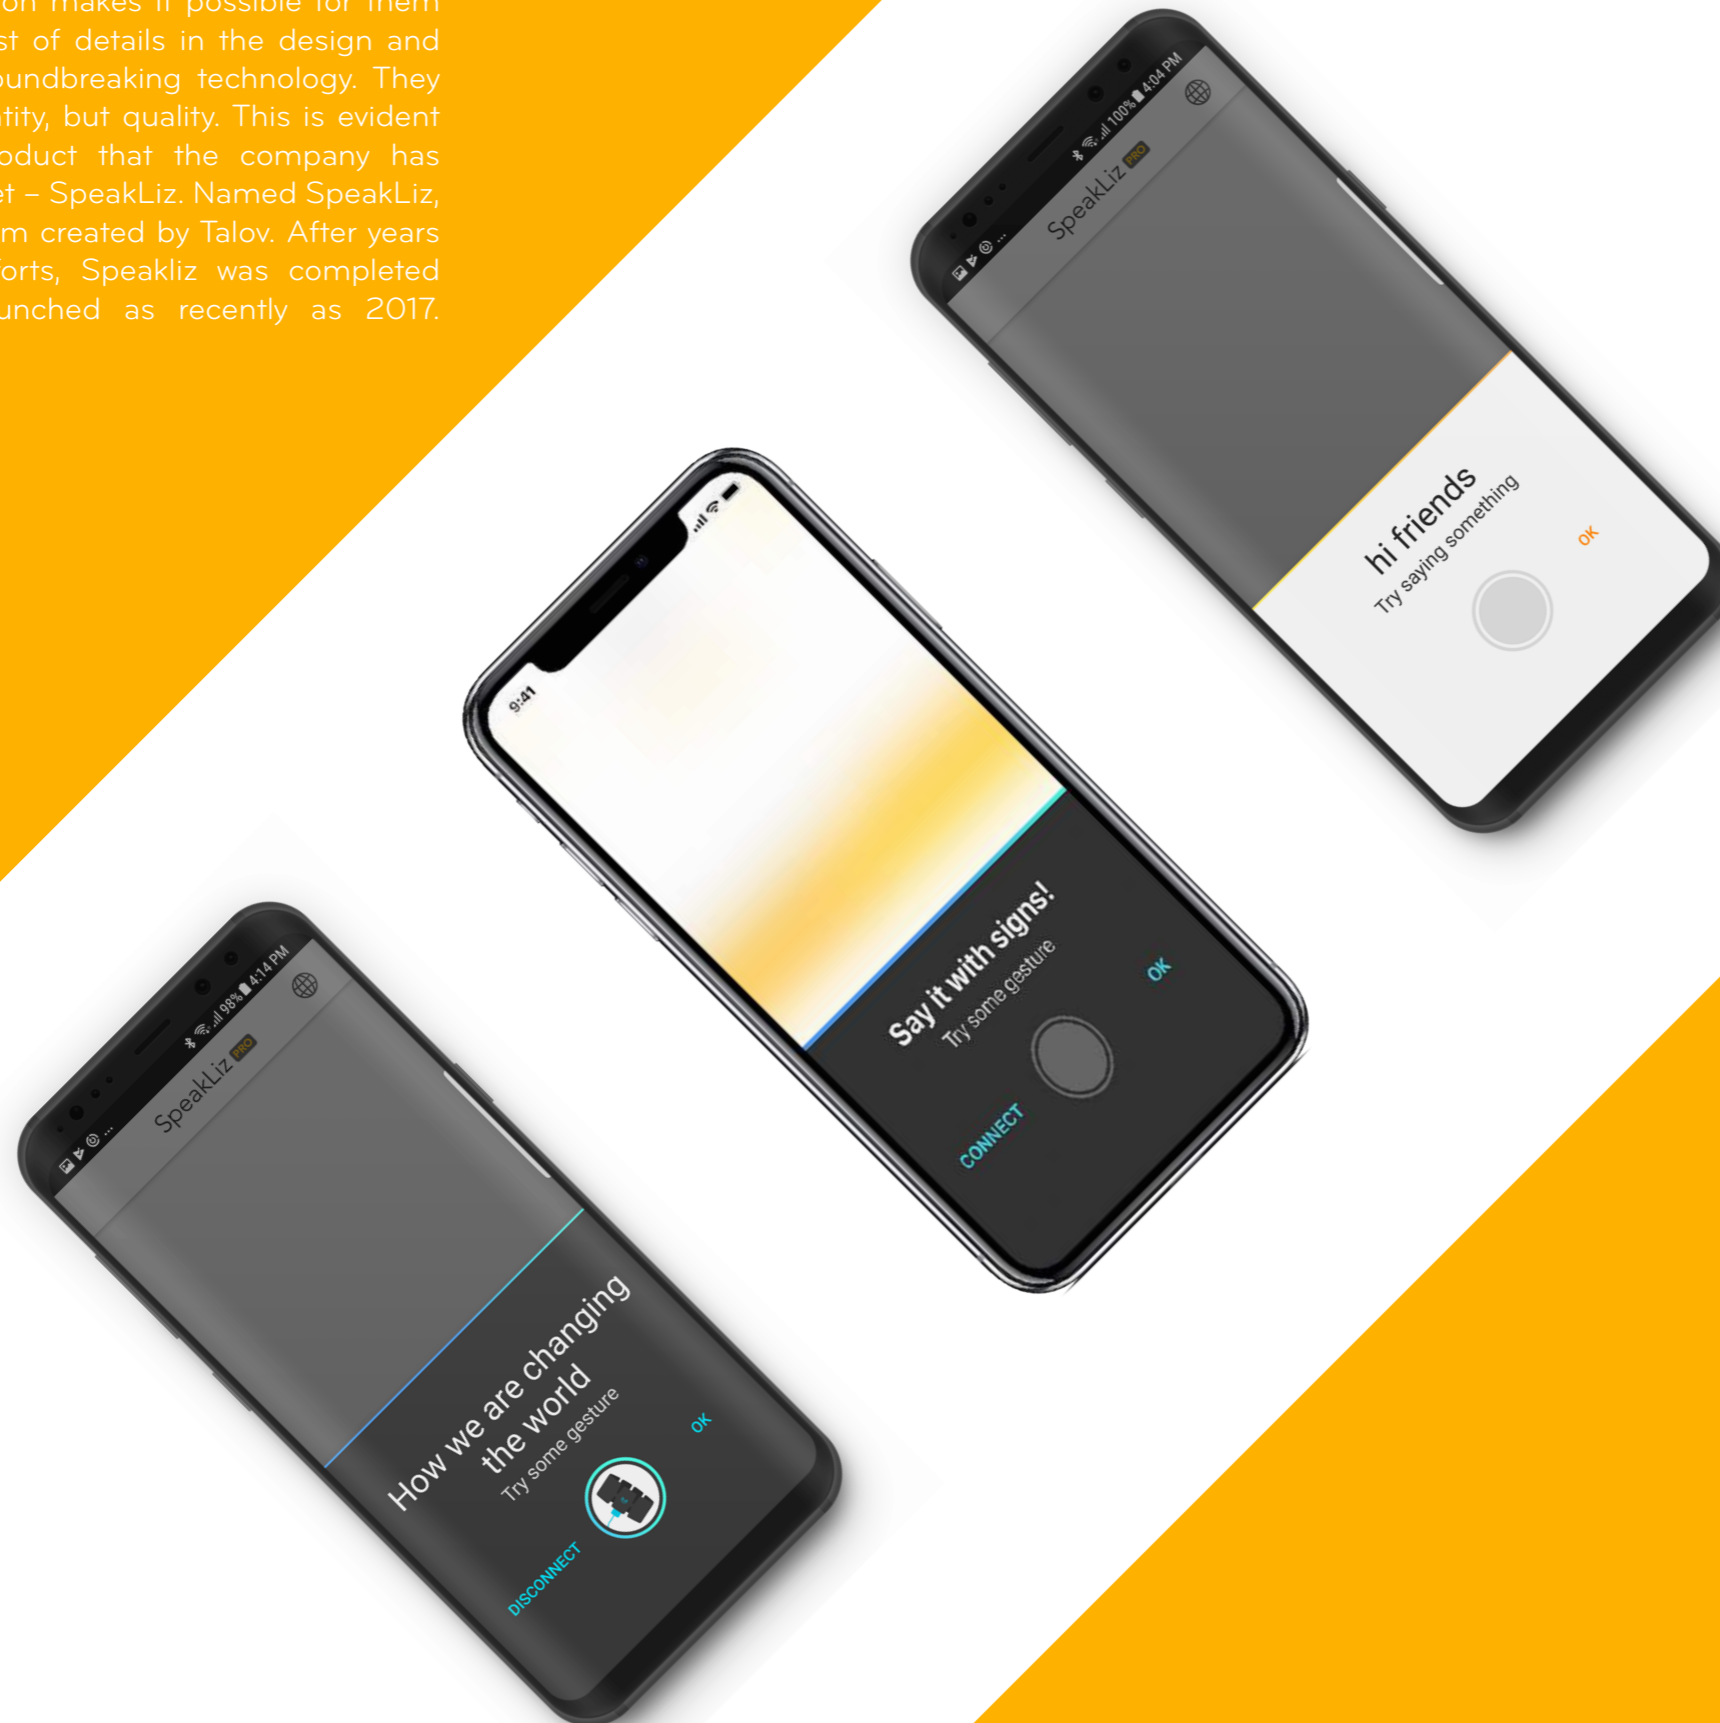 on makes it possible for them
st of details in the design and
oundbreaking technology. They
tity, but quality. This is evident
oduct that the company has
et – SpeakLiz. Named SpeakLiz,
m created by Talov. After years
forts, Speakliz was completed
unched as recently as 2017.
100% 4:04 PM
SpeakLiz PRO
hi friends
Try saying something
OK
9:41
Say it with signs!
Try some gesture
OK
CONNECT
98% 4:14 PM
SpeakLiz PRO
How we are changing
the world
Try some gesture
OK
DISCONNECT